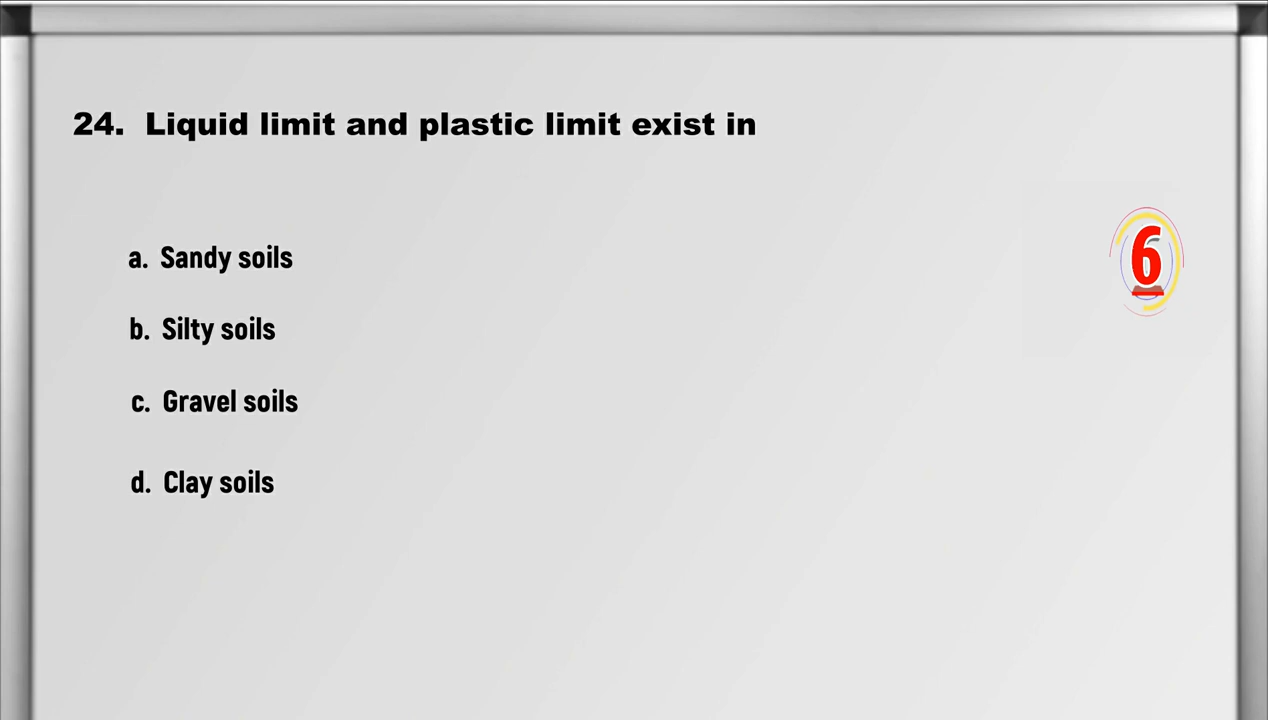 24. Liquid limit and plastic limit exist in
a. Sandy soils
6
b. Silty soils
c. Gravel soils
d. Clay soils